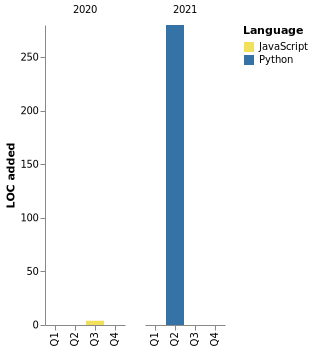 2020 2021
Language
JavaScript
Python
LOC added
250
200
150
100
50
0
Q1 Q2 Q3 Q4 Q1 Q2 Q3 Q4